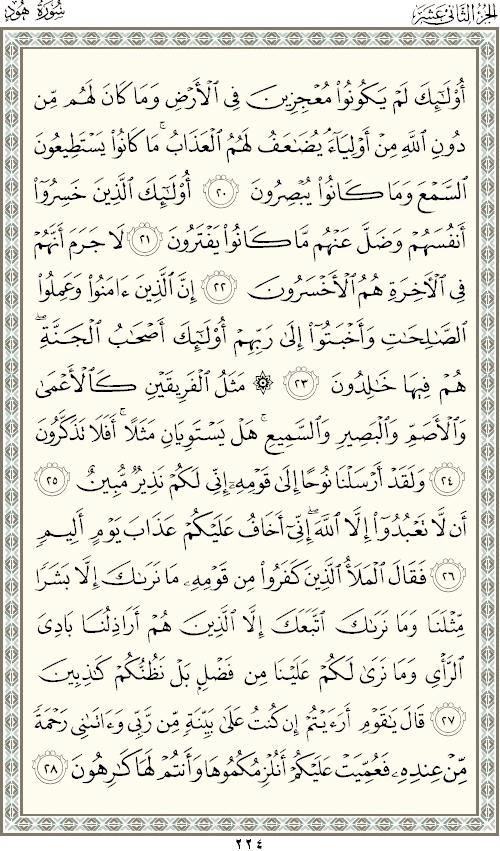 الجزء الثاني عشر
سورة هود
أُوْلَٰٓئِكَ لَمْ يَكُونُوا۟ مُعْجِزِينَ فِى ٱلْأَرْضِ وَمَا كَانَ لَهُم مِّن
دُونِ ٱللَّهِ مِنْ أَوْلِيَآءَ ۘ يُضَٰعَفُ لَهُمُ ٱلْعَذَابُ ۚ مَا كَانُوا۟ يَسْتَطِيعُونَ
ٱلسَّمْعَ وَمَا كَانُوا۟ يُبْصِرُونَ ٢٠ أُوْلَٰٓئِكَ ٱلَّذِينَ خَسِرُوٓا۟
أَنفُسَهُمْ وَضَلَّ عَنْهُم مَّا كَانُوا۟ يَفْتَرُونَ ٢١ لَا جَرَمَ أَنَّهُمْ
فِى ٱلْءَاخِرَةِ هُمُ ٱلْأَخْسَرُونَ ٢٢ إِنَّ ٱلَّذِينَ ءَامَنُوا۟ وَعَمِلُوا۟
ٱلصَّٰلِحَٰتِ وَأَخْبَتُوٓا۟ إِلَىٰ رَبِّهِمْ أُوْلَٰٓئِكَ أَصْحَٰبُ ٱلْجَنَّةِ ۖ
هُمْ فِيهَا خَٰلِدُونَ ٢٣ ۞ مَثَلُ ٱلْفَرِيقَيْنِ كَٱلْأَعْمَىٰ
وَٱلْأَصَمِّ وَٱلْبَصِيرِ وَٱلسَّمِيعِ ۚ هَلْ يَسْتَوِيَانِ مَثَلًا ۚ أَفَلَا تَذَكَّرُونَ
٢٤ وَلَقَدْ أَرْسَلْنَا نُوحًا إِلَىٰ قَوْمِهِۦٓ إِنِّى لَكُمْ نَذِيرٌ مُّبِينٌ ٢٥
أَن لَّا تَعْبُدُوٓا۟ إِلَّا ٱللَّهَ ۖ إِنِّىٓ أَخَافُ عَلَيْكُمْ عَذَابَ يَوْمٍ أَلِيمٍ
٢٦ فَقَالَ ٱلْمَلَأُ ٱلَّذِينَ كَفَرُوا۟ مِن قَوْمِهِۦ مَا نَرَىٰكَ إِلَّا بَشَرًا
مِّثْلَنَا وَمَا نَرَىٰكَ ٱتَّبَعَكَ إِلَّا ٱلَّذِينَ هُمْ أَرَاذِلُنَا بَادِىَ
ٱلرَّأْىِ وَمَا نَرَىٰ لَكُمْ عَلَيْنَا مِن فَضْلٍۭ بَلْ نَظُنُّكُمْ كَٰذِبِينَ
٢٧ قَالَ يَٰقَوْمِ أَرَءَيْتُمْ إِن كُنتُ عَلَىٰ بَيِّنَةٍ مِّن رَّبِّى وَءَاتَىٰنِى رَحْمَةً
مِّنْ عِندِهِۦ فَعُمِّيَتْ عَلَيْكُمْ أَنُلْزِمُكُمُوهَا وَأَنتُمْ لَهَا كَٰرِهُونَ ٢٨
٢٢٤